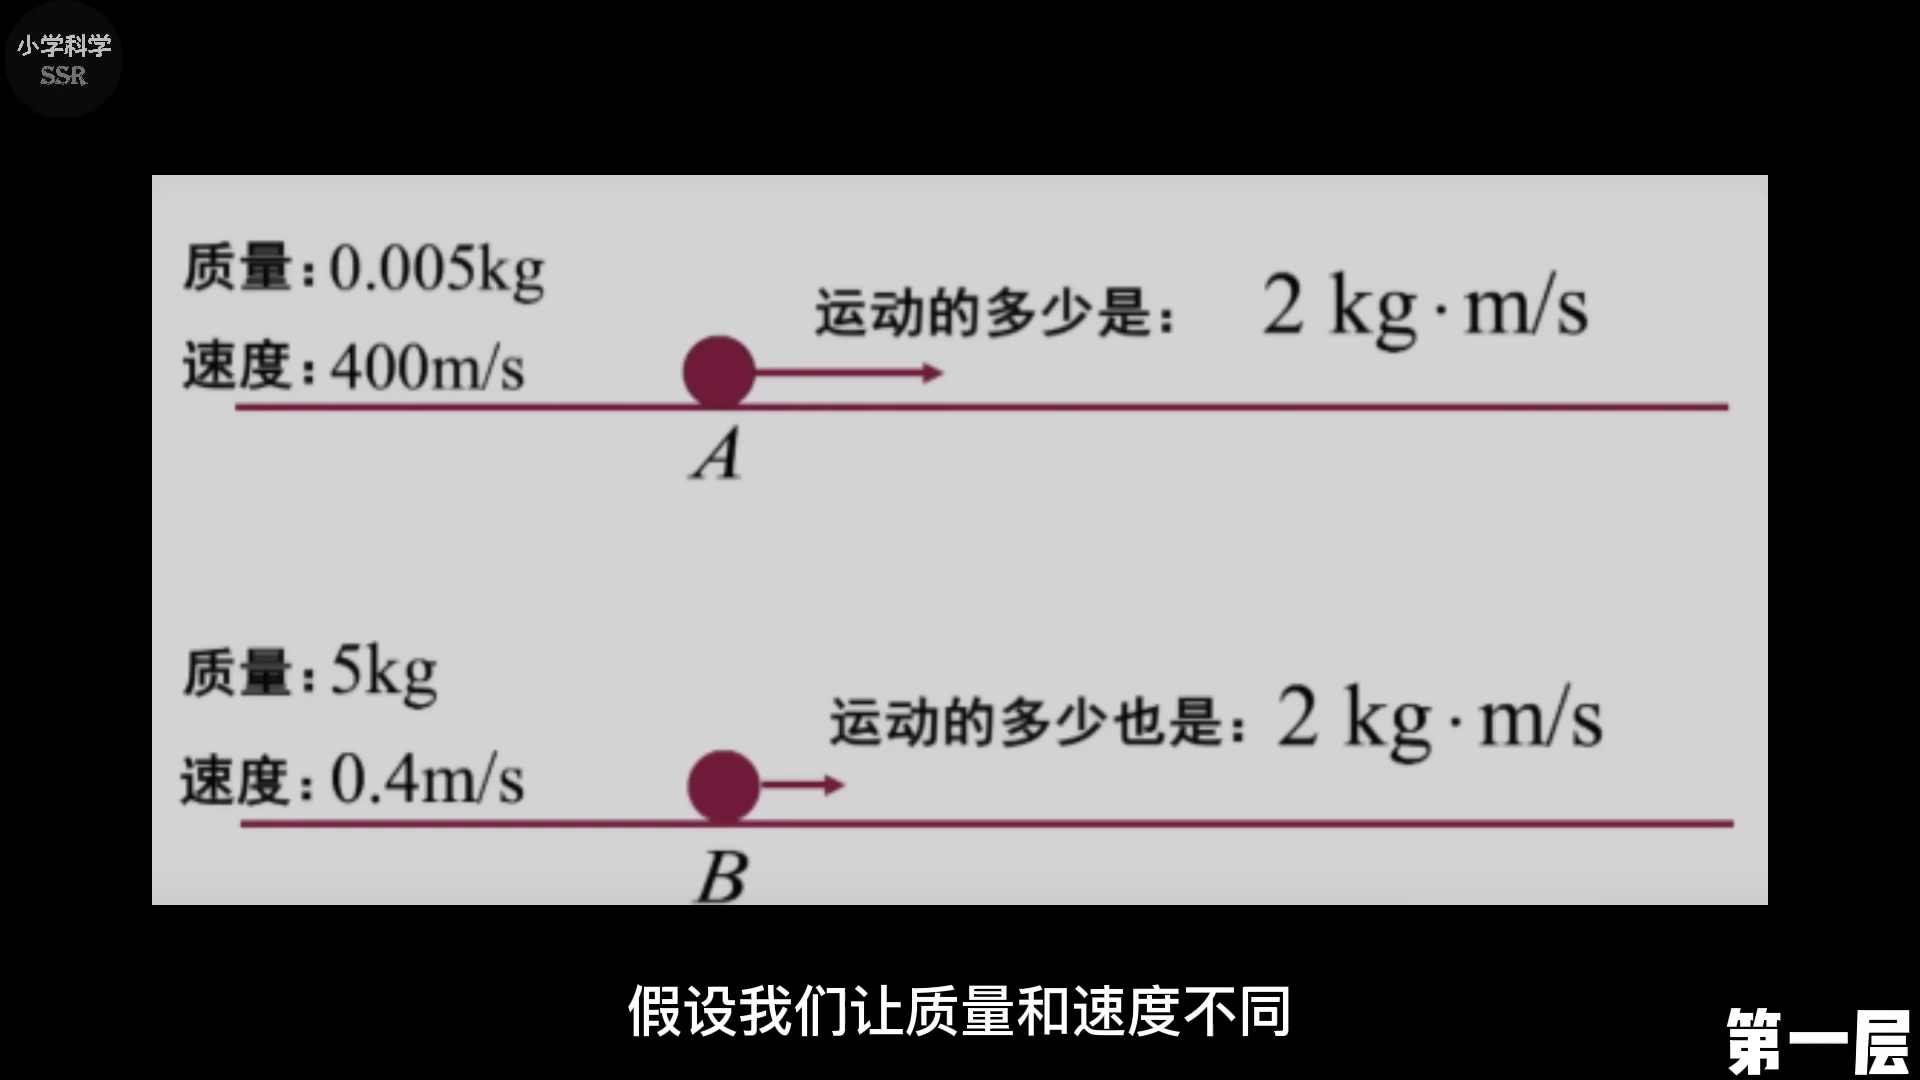 小学科学
SSR
质量：0.005kg
运动的多少是： 2 kg·m/s
速度：400m/s
A
质量：5kg
运动的多少也是：2 kg·m/s
速度：0.4m/s
B
假设我们让质量和速度不同
第一层